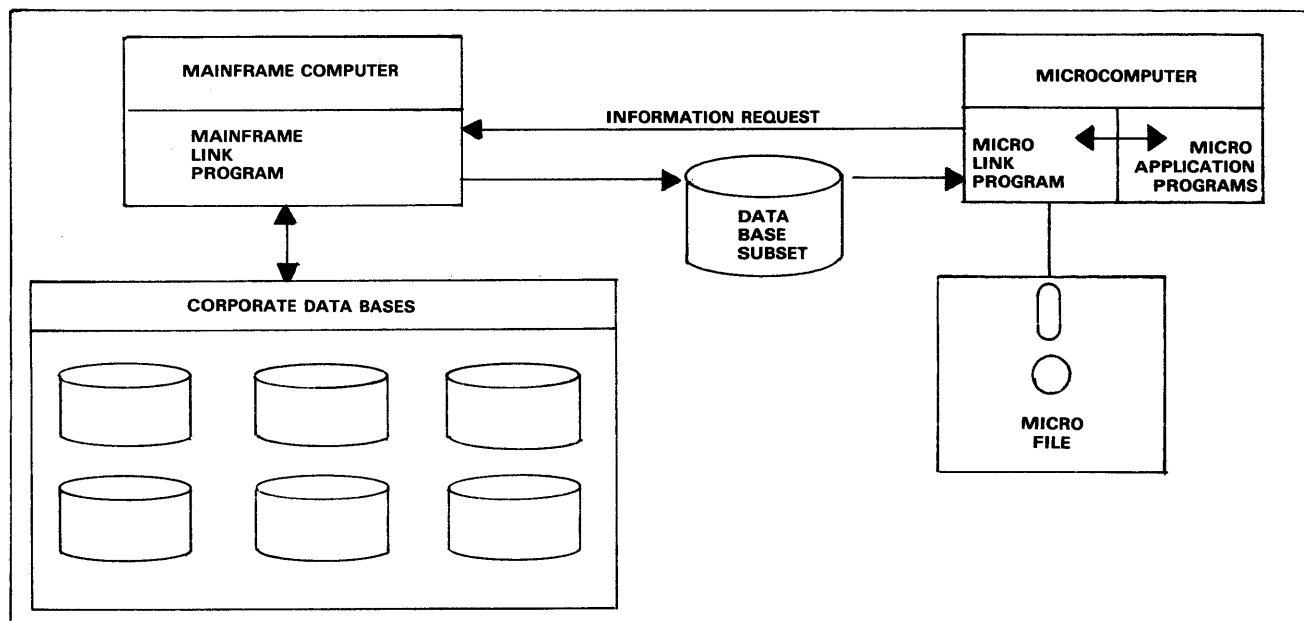 MAINFRAME COMPUTER
MAINFRAME
LINK
PROGRAM
INFORMATION REQUEST
DATA
BASE
SUBSET
MICROCOMPUTER
MICRO
LINK
PROGRAM
MICRO
APPLICATION
PROGRAMS
CORPORATE DATA BASES
MICRO
FILE